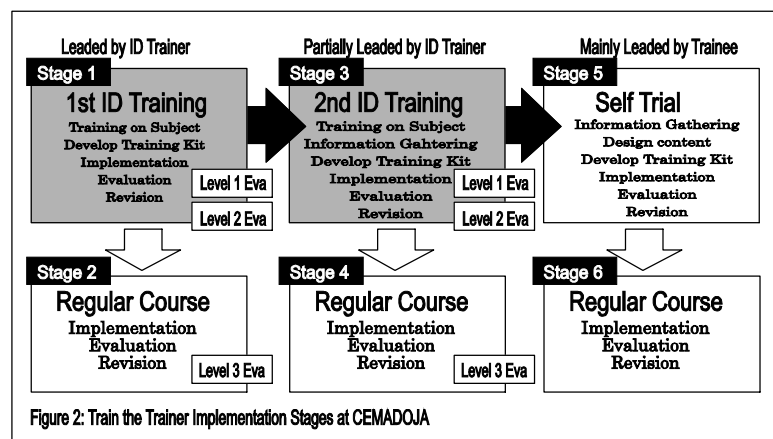 Leaded by ID Trainer
Partially Leaded by ID Trainer
Mainly Leaded by Trainee
Stage 1
1st ID Training
Training on Subject
Develop Training Kit
Implementation
Evaluation
Revision
Level 1 Eva
Level 2 Eva
Stage 3
2nd ID Training
Training on Subject
Information Gahtering
Develop Training Kit
Implementation
Evaluation
Revision
Level 1 Eva
Level 2 Eva
Stage 5
Self Trial
Information Gathering
Design content
Develop Training Kit
Implementation
Evaluation
Revision
Stage 2
Regular Course
Implementation
Evaluation
Revision
Level 3 Eva
Stage 4
Regular Course
Implementation
Evaluation
Revision
Level 3 Eva
Stage 6
Regular Course
Implementation
Evaluation
Revision
Figure 2: Train the Trainer Implementation Stages at CEMADOJA